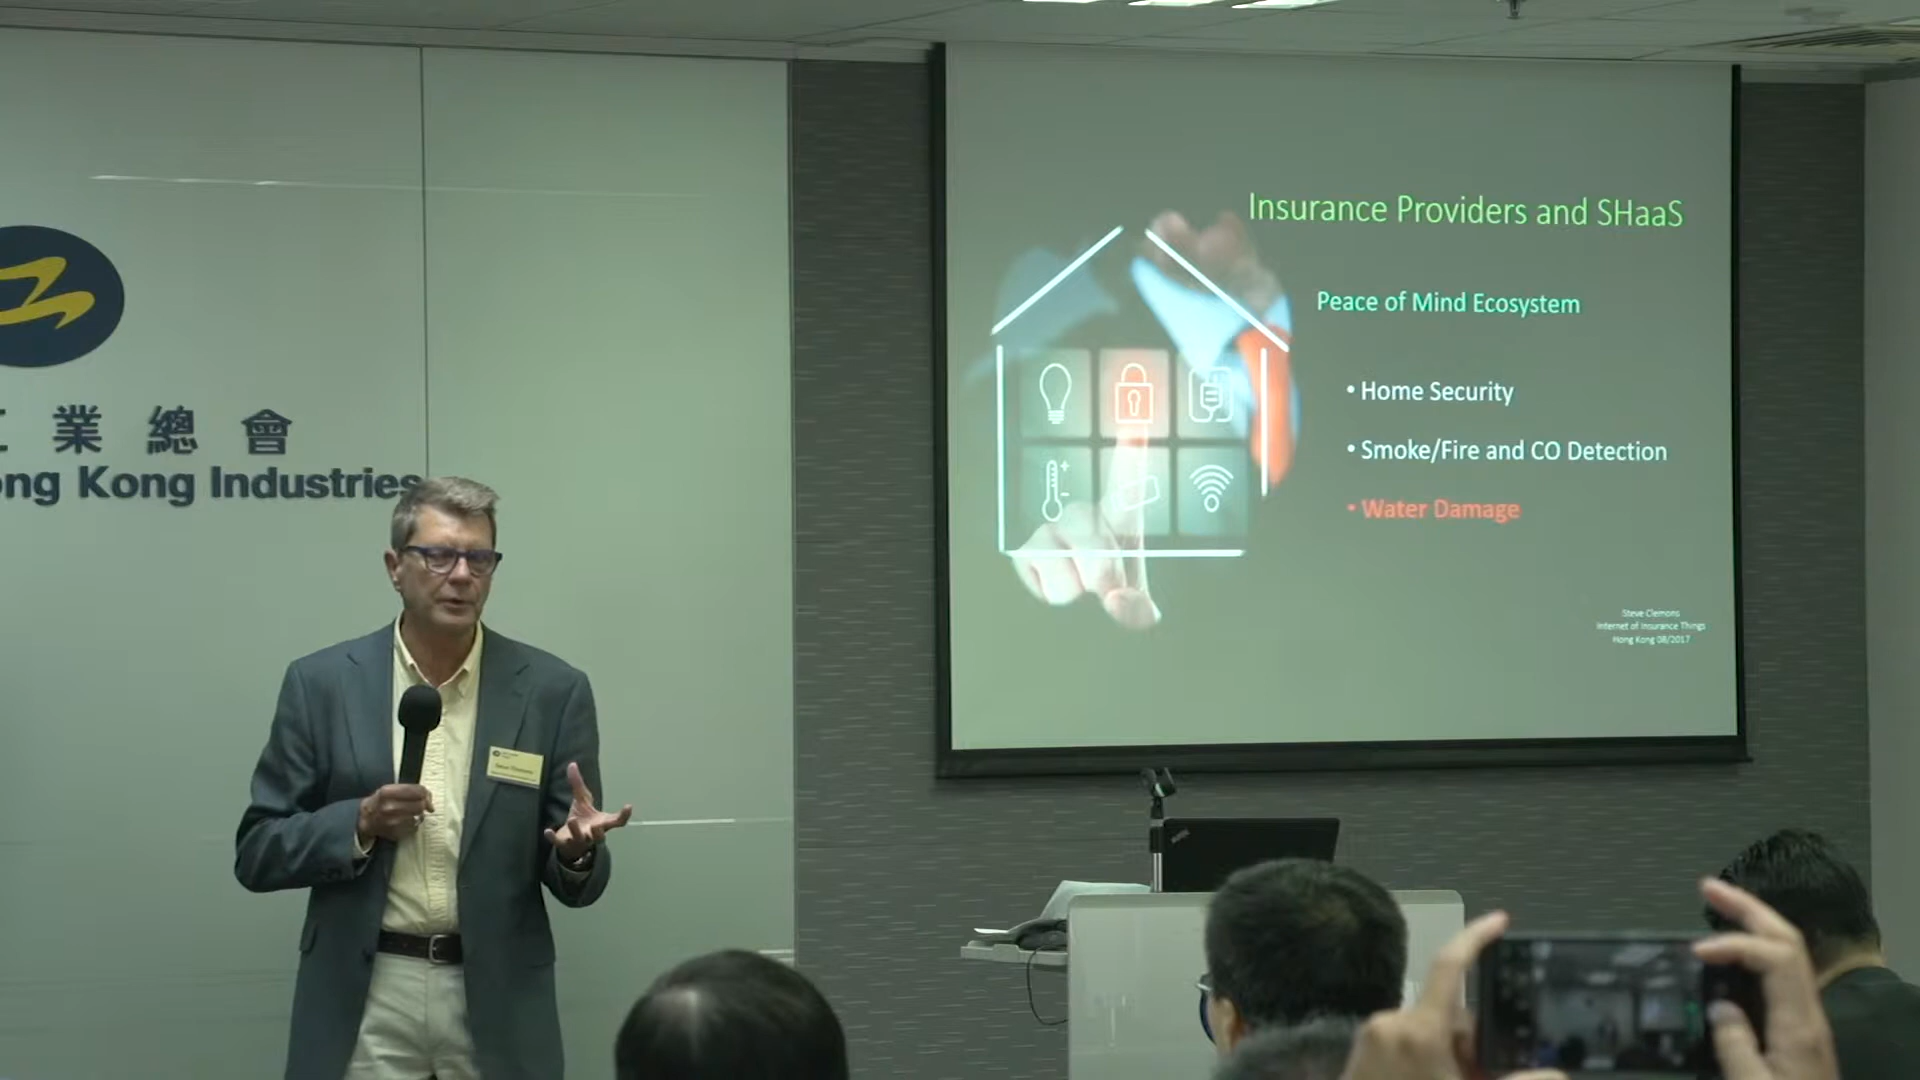 業總會
ong Kong Industries
Insurance Providers and SHaaS
Peace of Mind Ecosystem
• Home Security
• Smoke/Fire and CO Detection
• Water Damage
Steve Clemons
Internet of Insurance Things
Hong Kong 08/2017